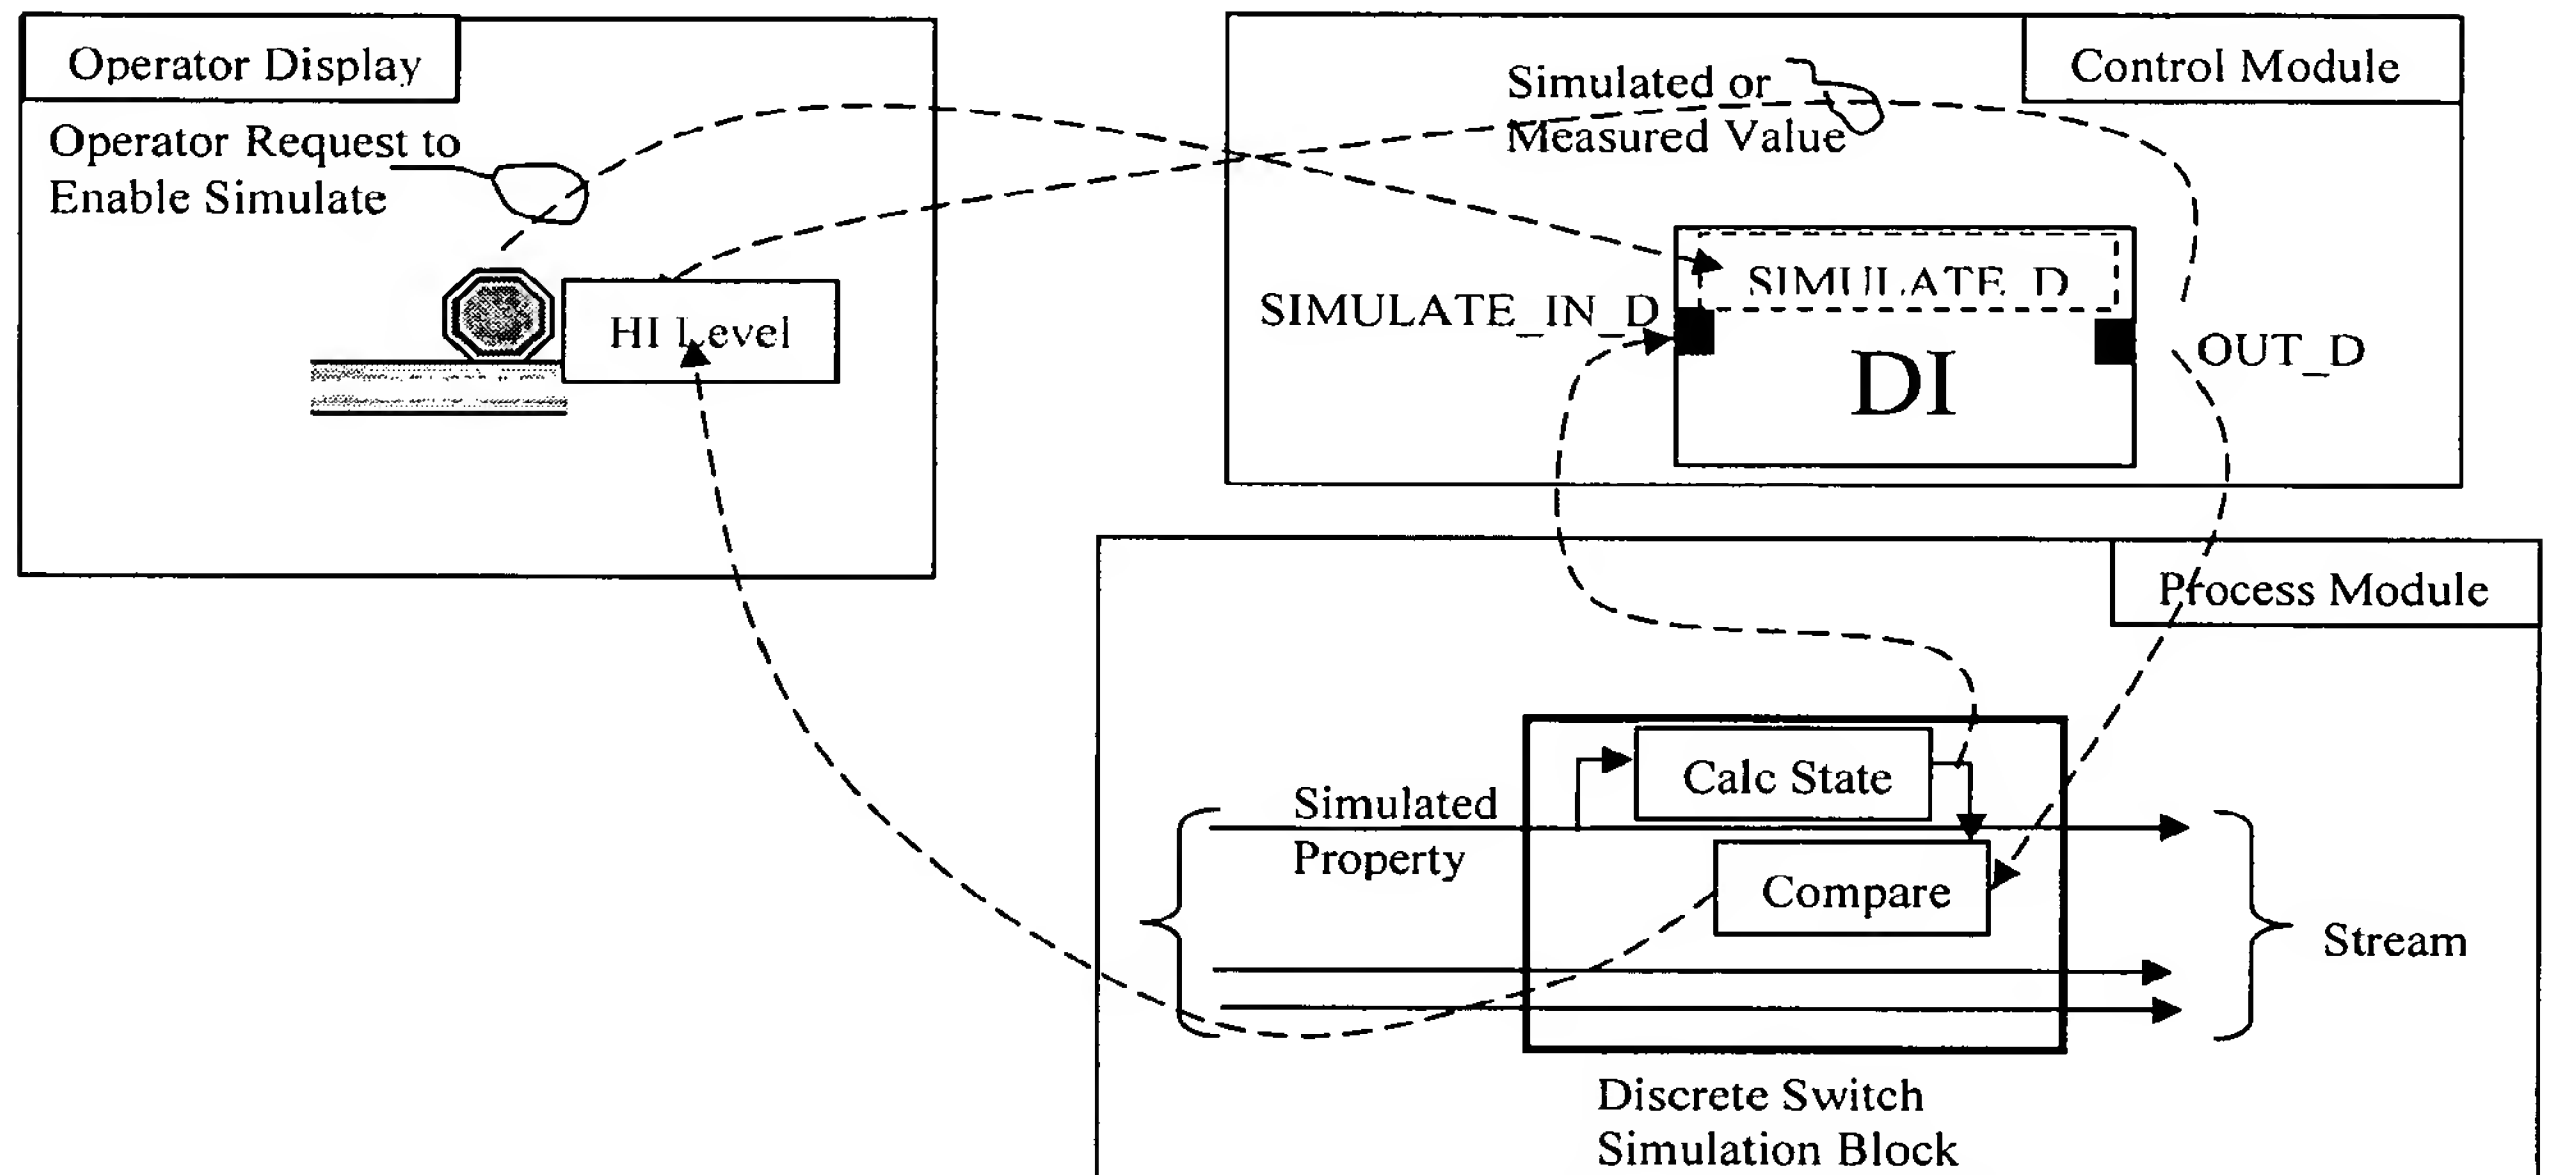 Operator Display
Operator Request to
Enable Simulate
HI Level
Control Module
Simulated or
Measured Value
SIMULATE_D
SIMULATE_IN_D
DI
OUT_D
Process Module
Calc State
Simulated
Property
Compare
Stream
Discrete Switch
Simulation Block